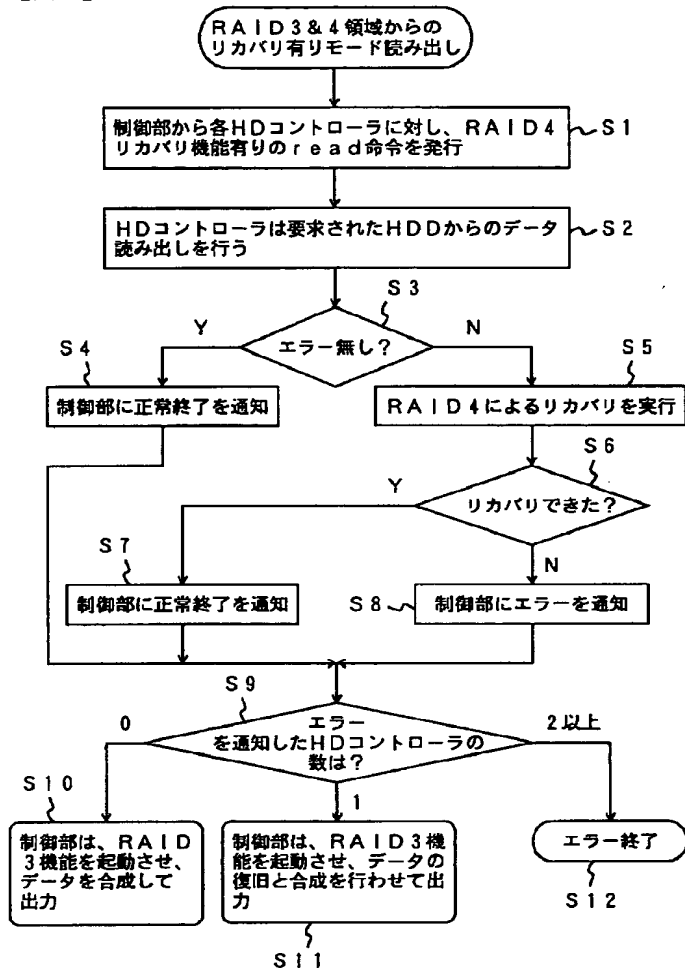 RAID3&4領域からの
リカバリ有りモード読み出し
制御部から各HDコントローラに対し、RAID4
リカバリ機能有りのread命令を発行
S1
HDコントローラは要求されたHDDからのデータ
読み出しを行う
S2
S3
Y
エラー無し?
N
S4
制御部に正常終了を通知
S5
RAID4によるリカバリを実行
S6
Y
リカバリできた?
N
S7
制御部に正常終了を通知
S8
制御部にエラーを通知
S9
0
エラー
を通知したHDコントローラの
数は?
2以上
1
S10
制御部は、RAID
3機能を起動させ、
データを合成して
出力
制御部は、RAID3機
能を起動させ、データの
復旧と合成を行わせて出
力
S11
エラー終了
S12